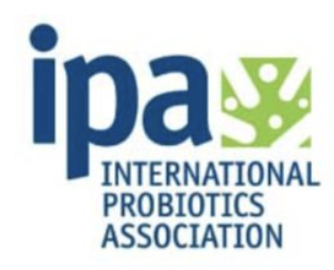 ipa
INTERNATIONAL
PROBIOTICS
ASSOCIATION